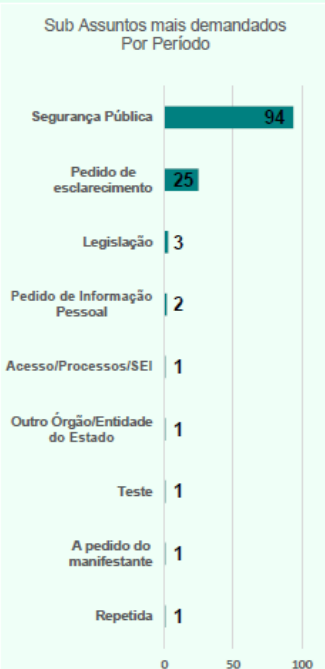 Sub Assuntos mais demandados
Por Período
Segurança Pública 94
Pedido de
esclarecimento 25
Legislação 3
Pedido de Informação
Pessoal 2
Acesso/Processos/SEI 1
Outro Órgão/Entidade
do Estado 1
Teste 1
A pedido do
manifestante 1
Repetida 1
0 50 100